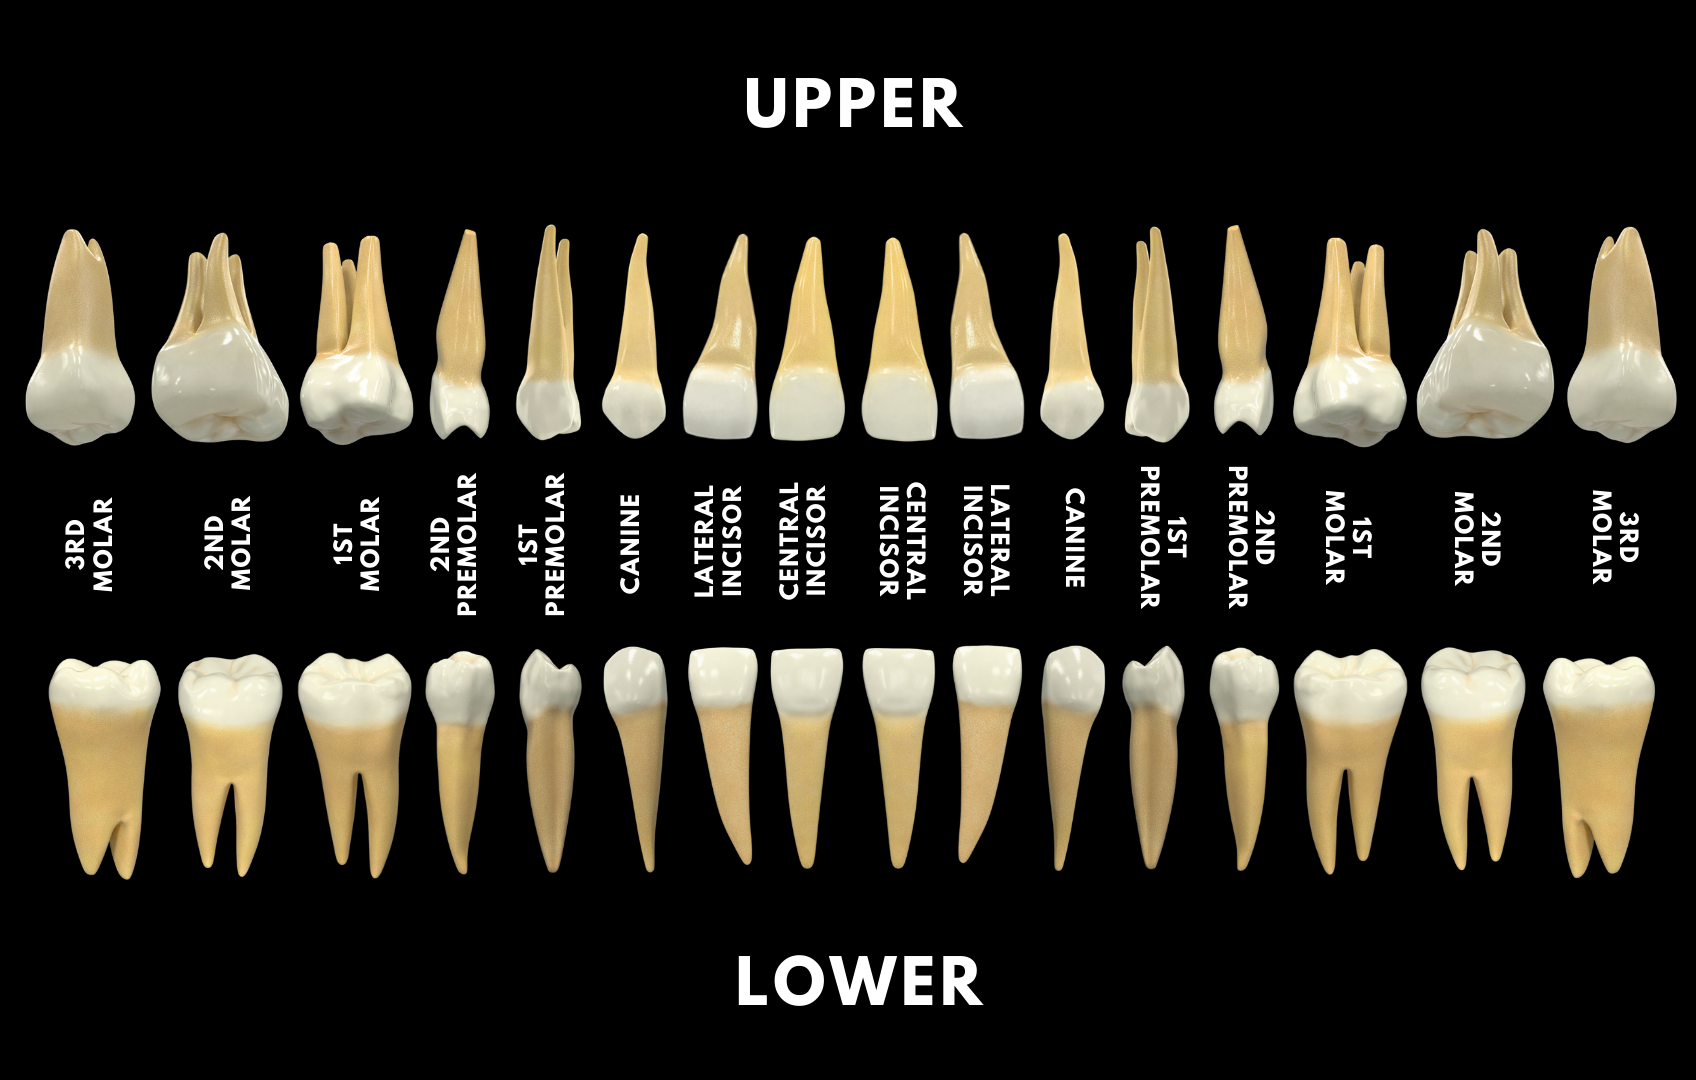 UPPER
3RD
MOLAR
2ND
MOLAR
1ST
MOLAR
2ND
PREMOLAR
1ST
PREMOLAR
CANINE
LATERAL
INCISOR
CENTRAL
INCISOR
CENTRAL
INCISOR
LATERAL
INCISOR
CANINE
1ST
PREMOLAR
2ND
PREMOLAR
1ST
MOLAR
2ND
MOLAR
3RD
MOLAR
LOWER